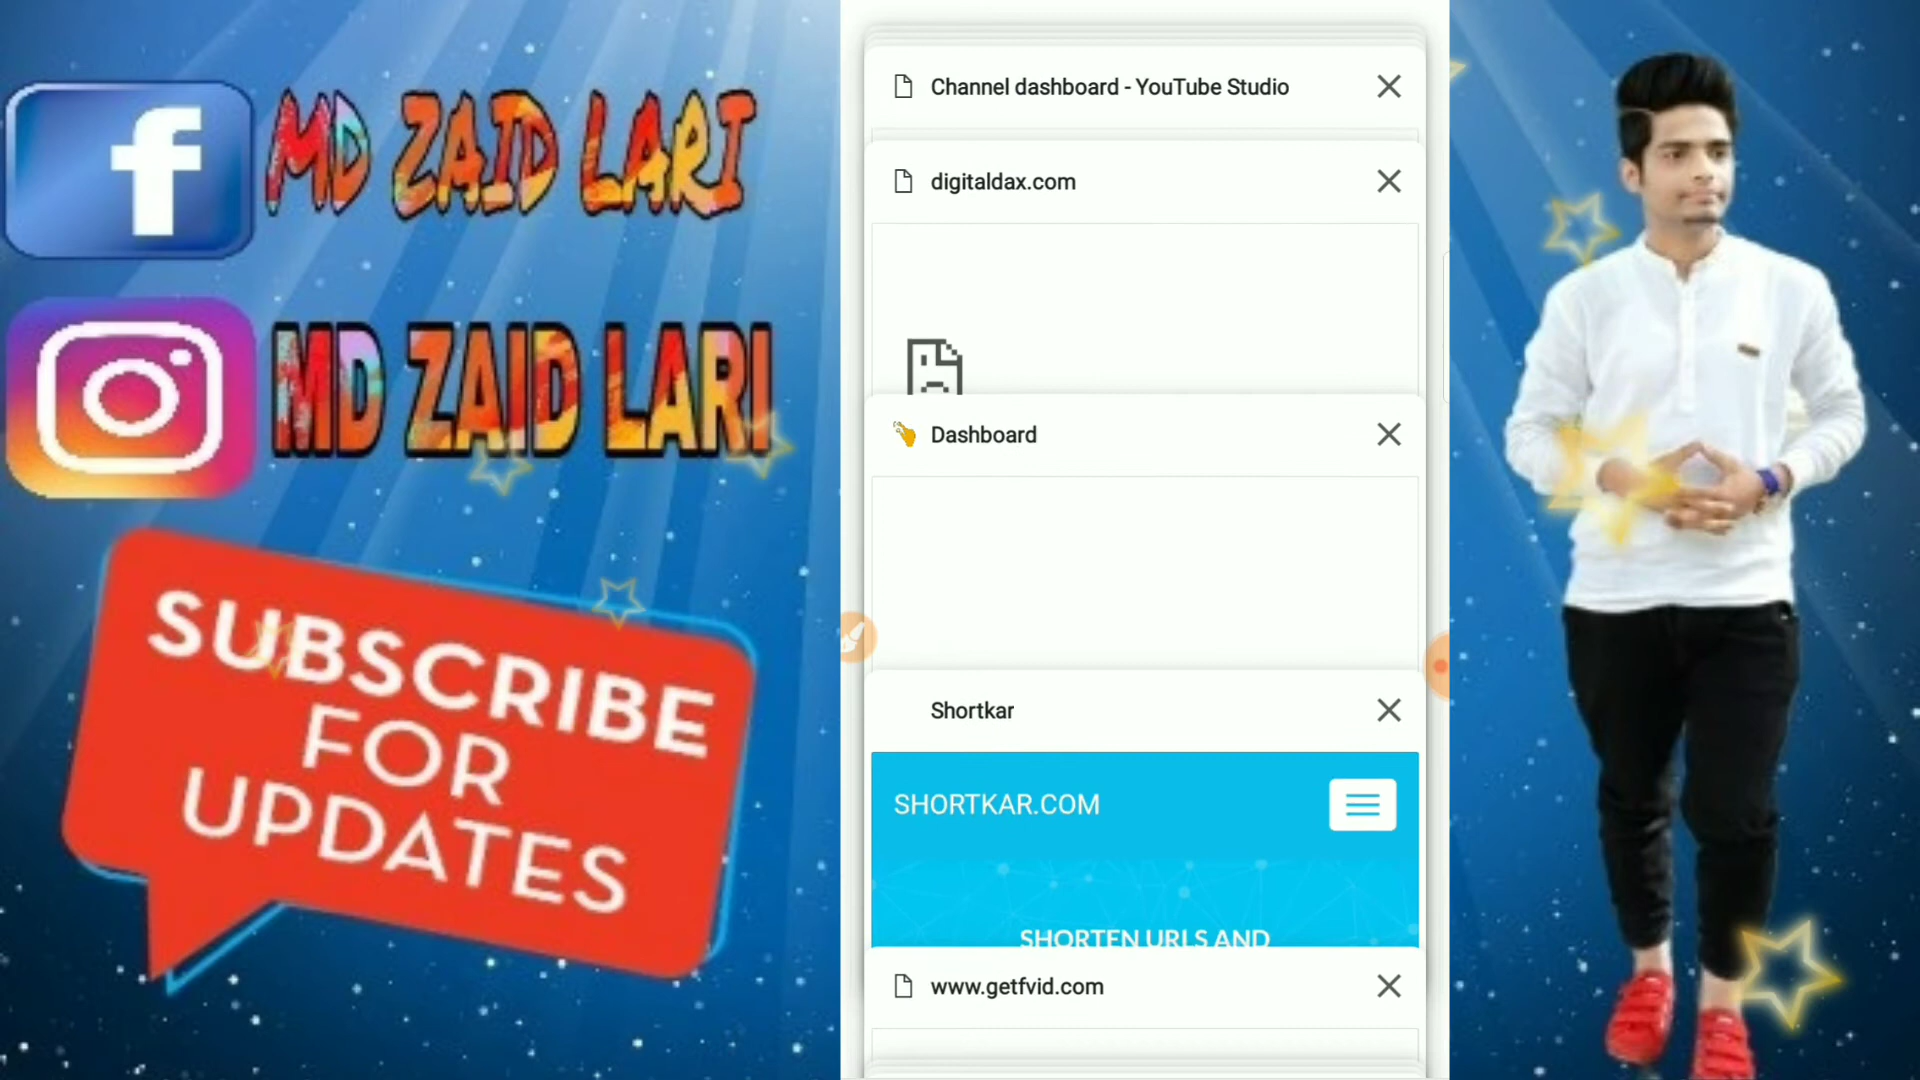 MD ZAID LARI
MD ZAID LARI
SUBSCRIBE
FOR
UPDATES
Channel dashboard - YouTube Studio
digitaldax.com
Dashboard
Shortkar
SHORTKAR.COM
SHORTEN URLS AND
www.getfvid.com